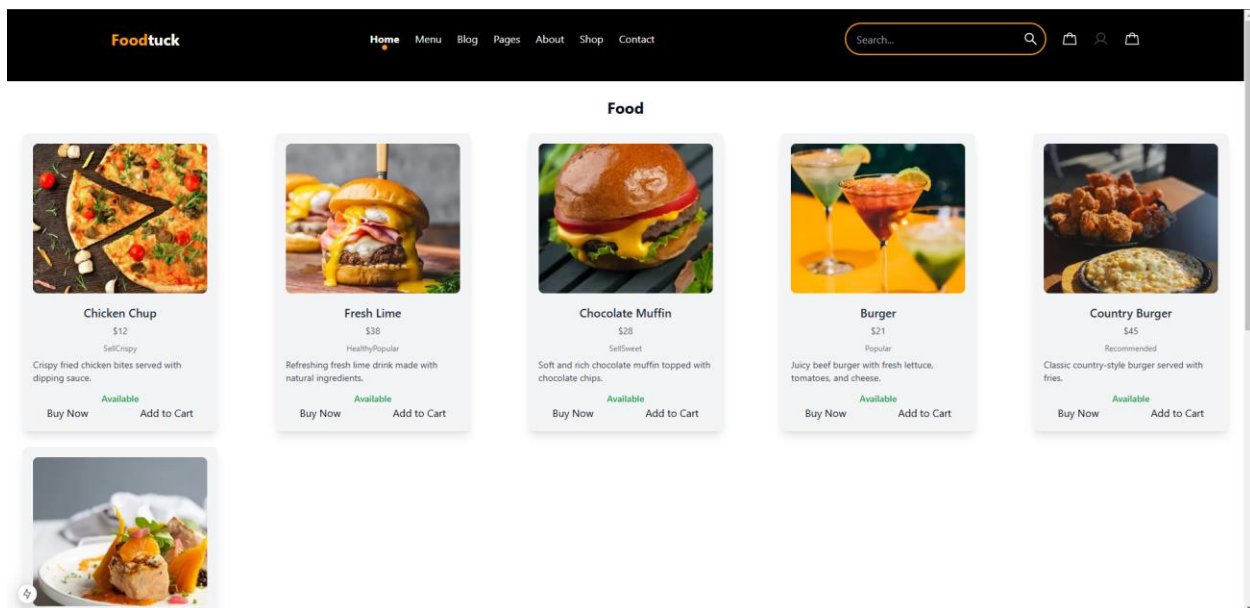 Foodtuck
Home Menu Blog Pages About Shop Contact
Search...
Food
Chicken Chup
$12
SellCrispy
Crispy fried chicken bites served with
dipping sauce.
Available
Buy Now Add to Cart
Fresh Lime
$38
HealthyPopular
Refreshing fresh lime drink made with
natural ingredients.
Available
Buy Now Add to Cart
Chocolate Muffin
$28
SellSweet
Soft and rich chocolate muffin topped with
chocolate chips.
Available
Buy Now Add to Cart
Burger
$21
Popular
Juicy beef burger with fresh lettuce,
tomatoes, and cheese.
Available
Buy Now Add to Cart
Country Burger
$45
Recommended
Classic country-style burger served with
fries.
Available
Buy Now Add to Cart